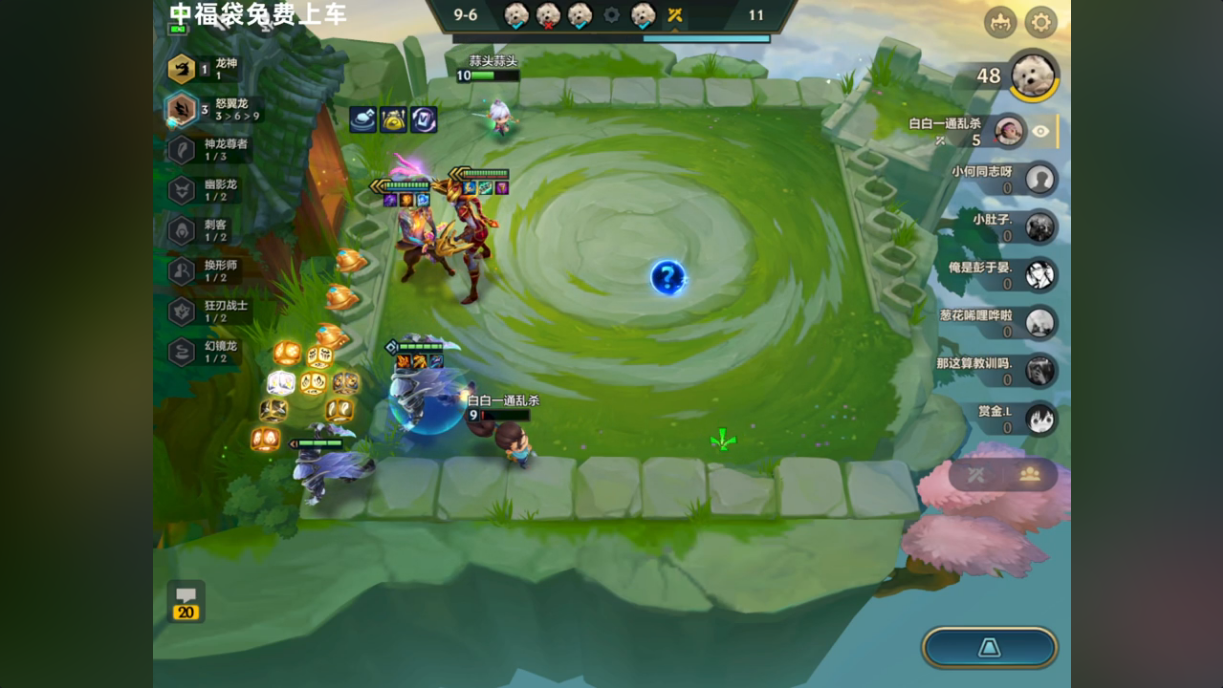 中福袋免费上车
9-6
11
1 龙神
1
3 怒翼龙
3 > 6 > 9
神龙尊者
1 / 3
幽影龙
1 / 2
刺客
1 / 2
换形师
1 / 2
狂刃战士
1 / 2
幻镜龙
1 / 2
蒜头蒜头
10
48
白白一通乱杀
5
小何同志呀
0
小肚子.
0
俺是彭于晏.
0
葱花唏哩哗啦
0
那这算教训吗.
0
赏金.L
0
?
白白一通乱杀
9
20